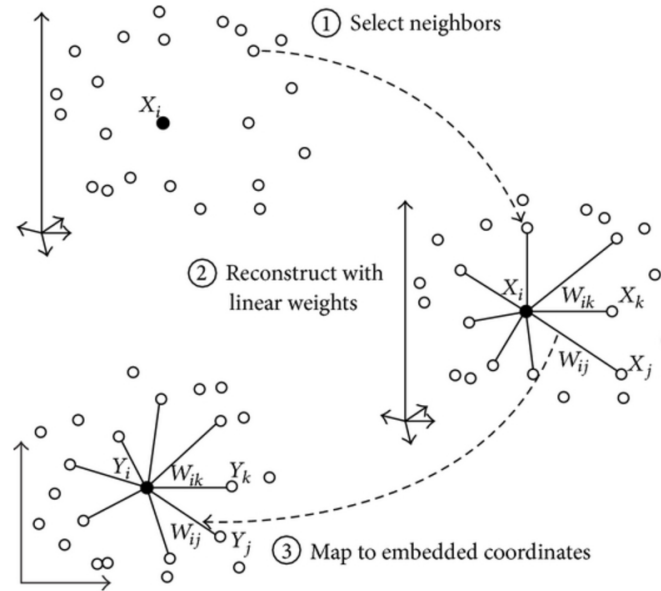 ① Select neighbors
X_i
② Reconstruct with
linear weights
X_i
W_ik X_k
W_ij X_j
Y_i W_ik Y_k
W_ij Y_j
③ Map to embedded coordinates